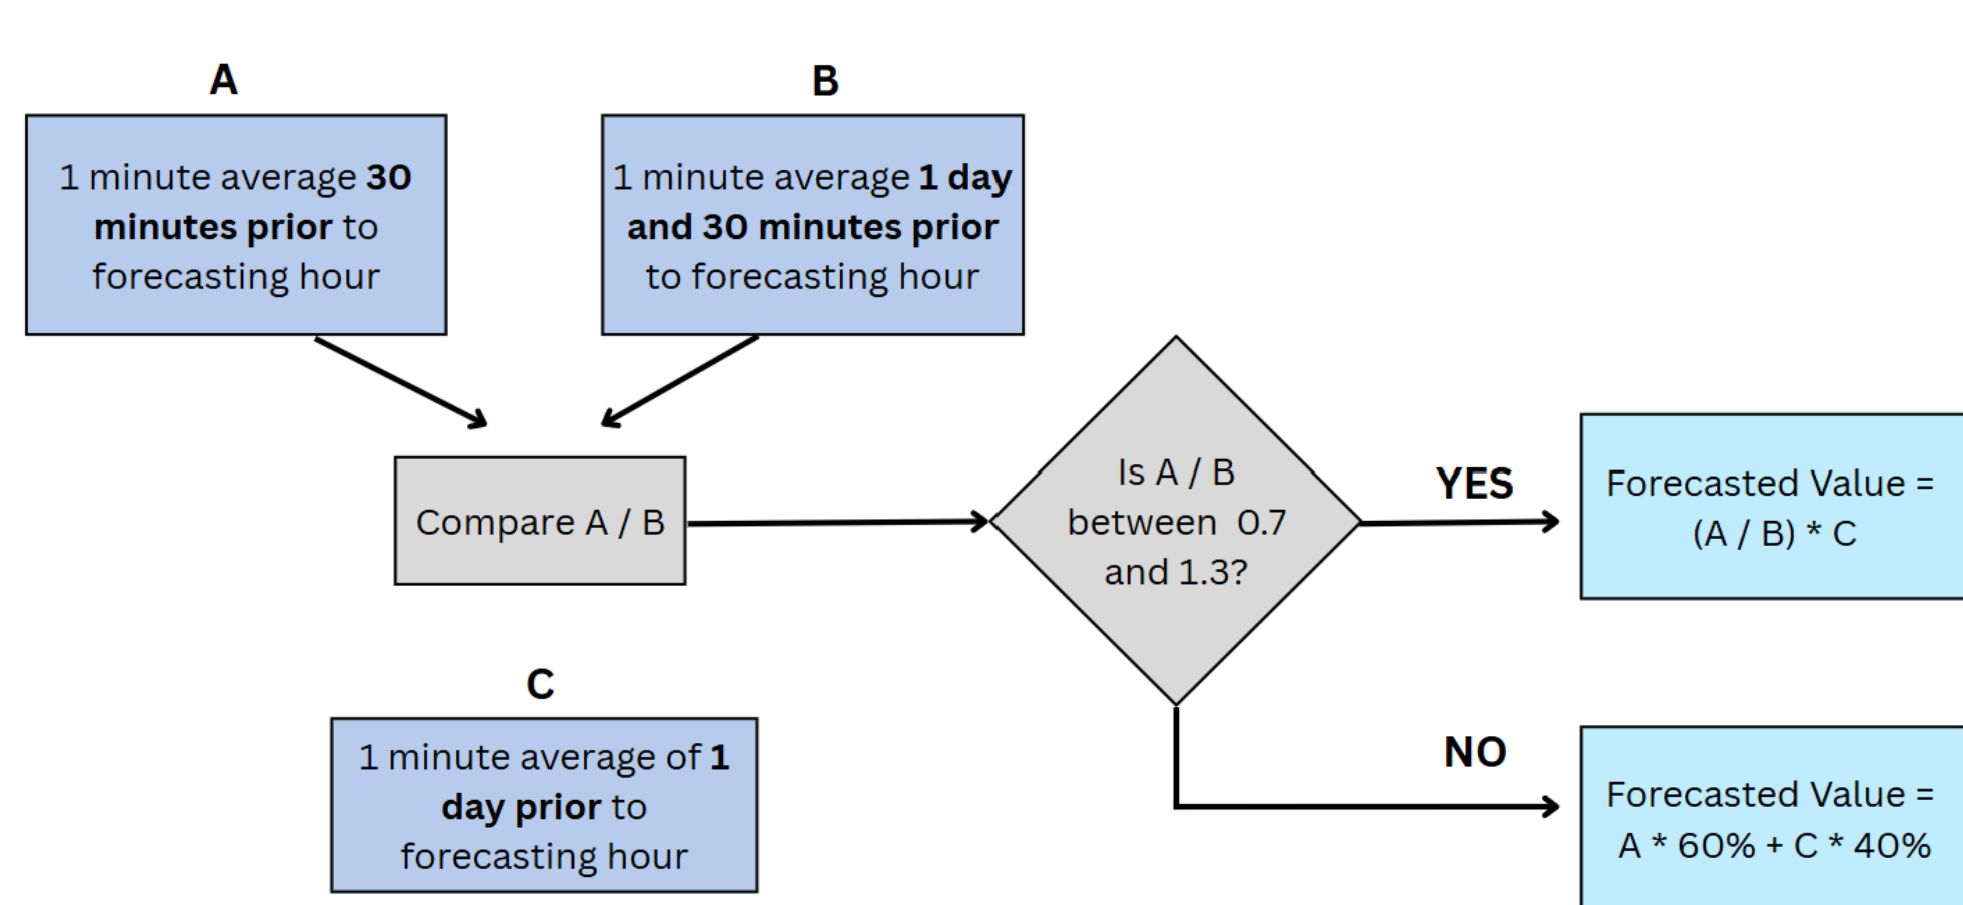 A
1 minute average 30
minutes prior to
forecasting hour
B
1 minute average 1 day
and 30 minutes prior
to forecasting hour
Compare A / B
Is A / B
between 0.7
and 1.3?
YES
Forecasted Value =
(A / B) * C
C
1 minute average of 1
day prior to
forecasting hour
NO
Forecasted Value =
A * 60% + C * 40%